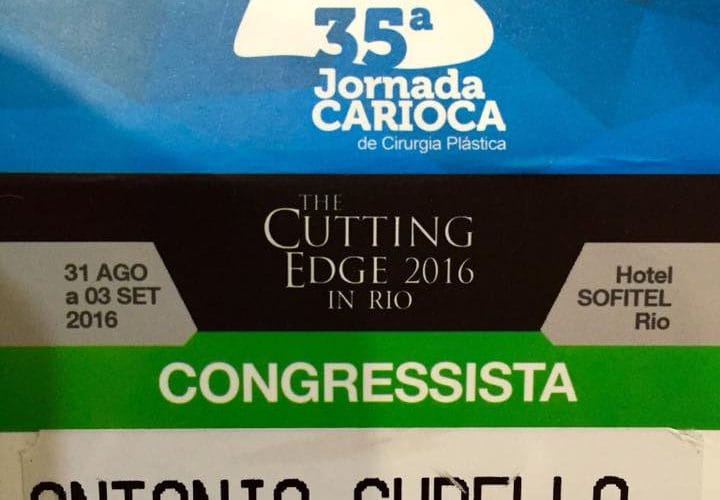 35ª
Jornada
CARIOCA
de Cirurgia Plástica
THE
CUTTING
EDGE 2016
IN RIO
31 AGO
a 03 SET
2016
Hotel
SOFITEL
Rio
CONGRESSISTA
ANTONIO